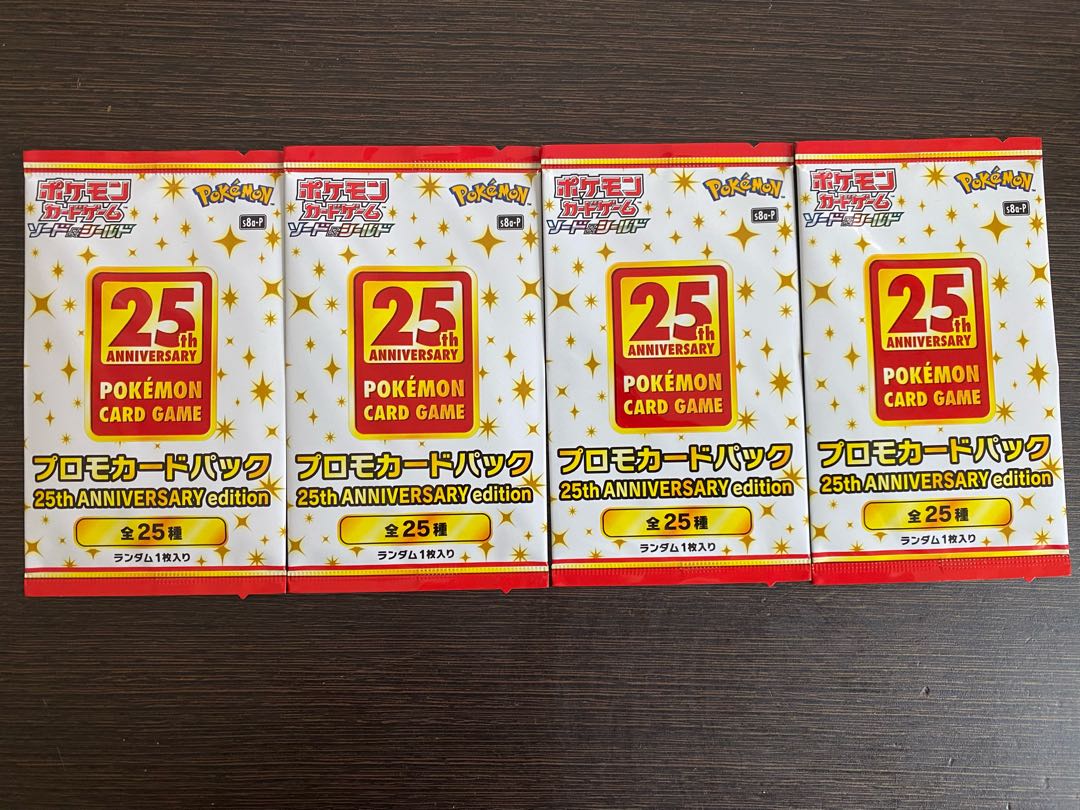 ポケモン
カードゲーム
ソード&シールド
POKÉMON
s8a-P
25th
ANNIVERSARY
POKÉMON
CARD GAME
プロモカードパック
25th ANNIVERSARY edition
全25種
ランダム1枚入り
ポケモン
カードゲーム
ソード&シールド
POKÉMON
s8a-P
25th
ANNIVERSARY
POKÉMON
CARD GAME
プロモカードパック
25th ANNIVERSARY edition
全25種
ランダム1枚入り
ポケモン
カードゲーム
ソード&シールド
POKÉMON
s8a-P
25th
ANNIVERSARY
POKÉMON
CARD GAME
プロモカードパック
25th ANNIVERSARY edition
全25種
ランダム1枚入り
ポケモン
カードゲーム
ソード&シールド
POKÉMON
s8a-P
25th
ANNIVERSARY
POKÉMON
CARD GAME
プロモカードパック
25th ANNIVERSARY edition
全25種
ランダム1枚入り